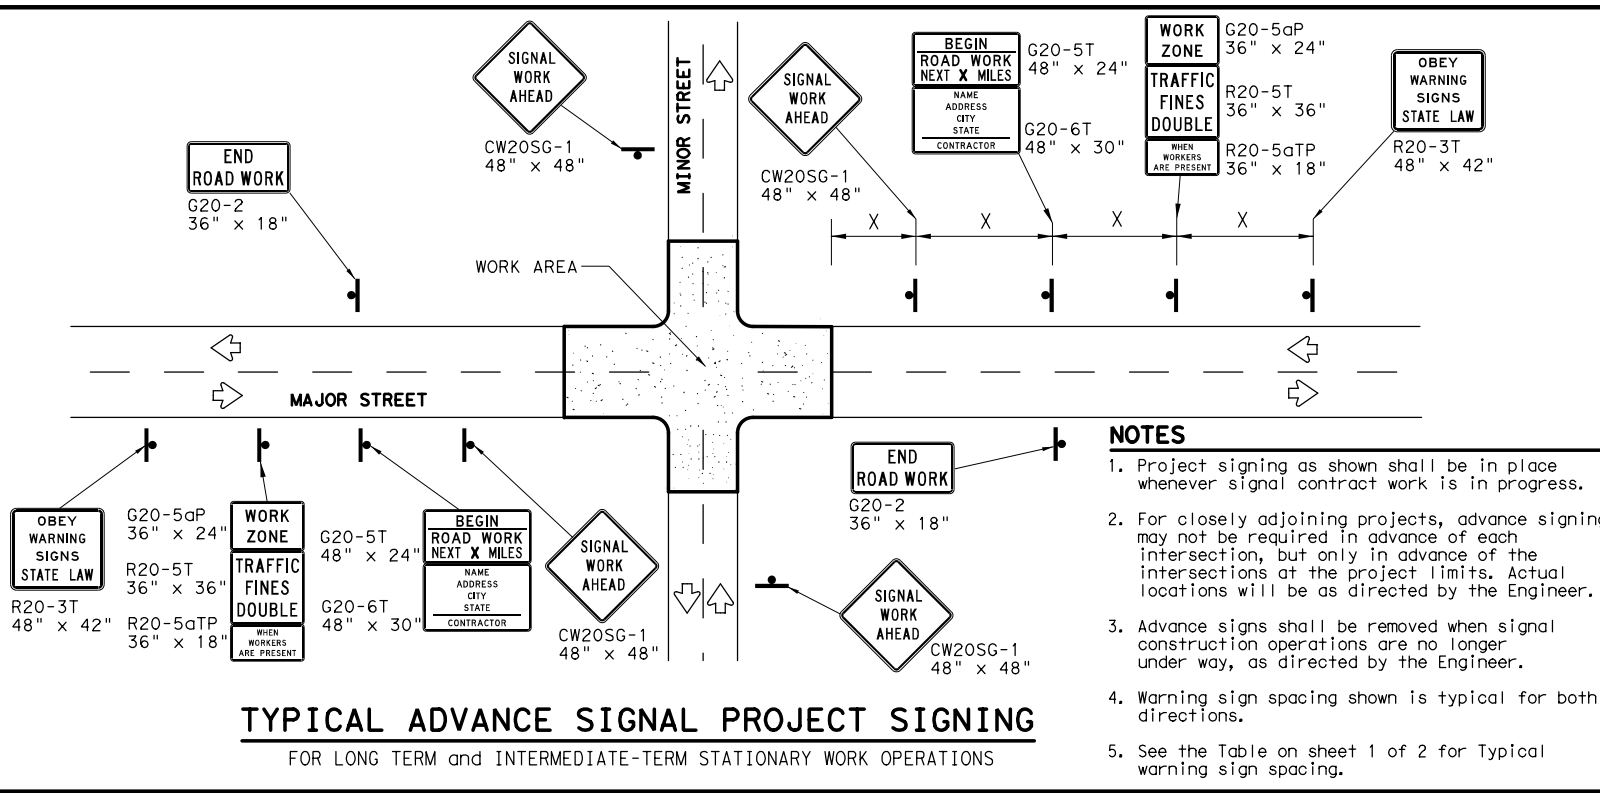 SIGNAL
WORK
AHEAD
CW20SG-1
48" x 48"
END
ROAD WORK
G20-2
36" x 18"
WORK AREA
MINOR STREET
SIGNAL
WORK
AHEAD
CW20SG-1
48" x 48"
BEGIN
ROAD WORK
NEXT X MILES
NAME
ADDRESS
CITY
STATE
CONTRACTOR
G20-5T
48" x 24"
G20-6T
48" x 30"
WORK
ZONE
TRAFFIC
FINES
DOUBLE
WHEN
WORKERS
ARE PRESENT
G20-5aP
36" x 24"
R20-5T
36" x 36"
R20-5aTP
36" x 18"
OBEY
WARNING
SIGNS
STATE LAW
R20-3T
48" x 42"
X
X
X
X
MAJOR STREET
OBEY
WARNING
SIGNS
STATE LAW
R20-3T
48" x 42"
G20-5aP
36" x 24"
R20-5T
36" x 36"
R20-5aTP
36" x 18"
WORK
ZONE
TRAFFIC
FINES
DOUBLE
WHEN
WORKERS
ARE PRESENT
G20-5T
48" x 24"
G20-6T
48" x 30"
BEGIN
ROAD WORK
NEXT X MILES
NAME
ADDRESS
CITY
STATE
CONTRACTOR
SIGNAL
WORK
AHEAD
CW20SG-1
48" x 48"
END
ROAD WORK
G20-2
36" x 18"
SIGNAL
WORK
AHEAD
CW20SG-1
48" x 48"
NOTES
1. Project signing as shown shall be in place
whenever signal contract work is in progress.
2. For closely adjoining projects, advance signing
may not be required in advance of each
intersection, but only in advance of the
intersections at the project limits. Actual
locations will be as directed by the Engineer.
3. Advance signs shall be removed when signal
construction operations are no longer
under way, as directed by the Engineer.
4. Warning sign spacing shown is typical for both
directions.
5. See the Table on sheet 1 of 2 for Typical
warning sign spacing.
TYPICAL ADVANCE SIGNAL PROJECT SIGNING
FOR LONG TERM and INTERMEDIATE-TERM STATIONARY WORK OPERATIONS